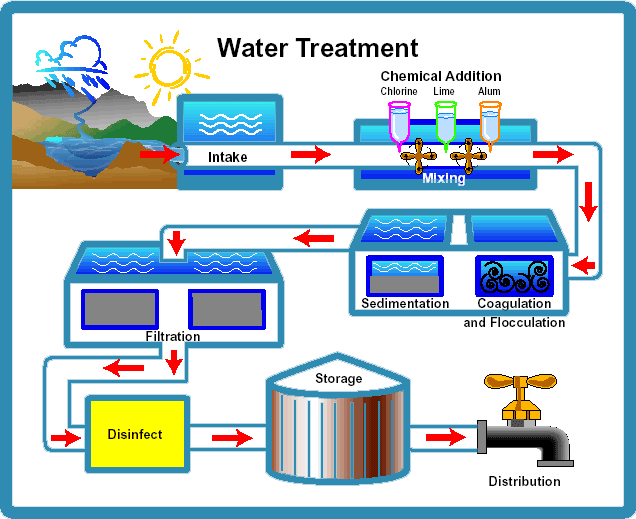 Water Treatment
Chemical Addition
Chlorine Lime Alum
Intake
Mixing
Sedimentation
Coagulation
and Flocculation
Filtration
Disinfect
Storage
Distribution